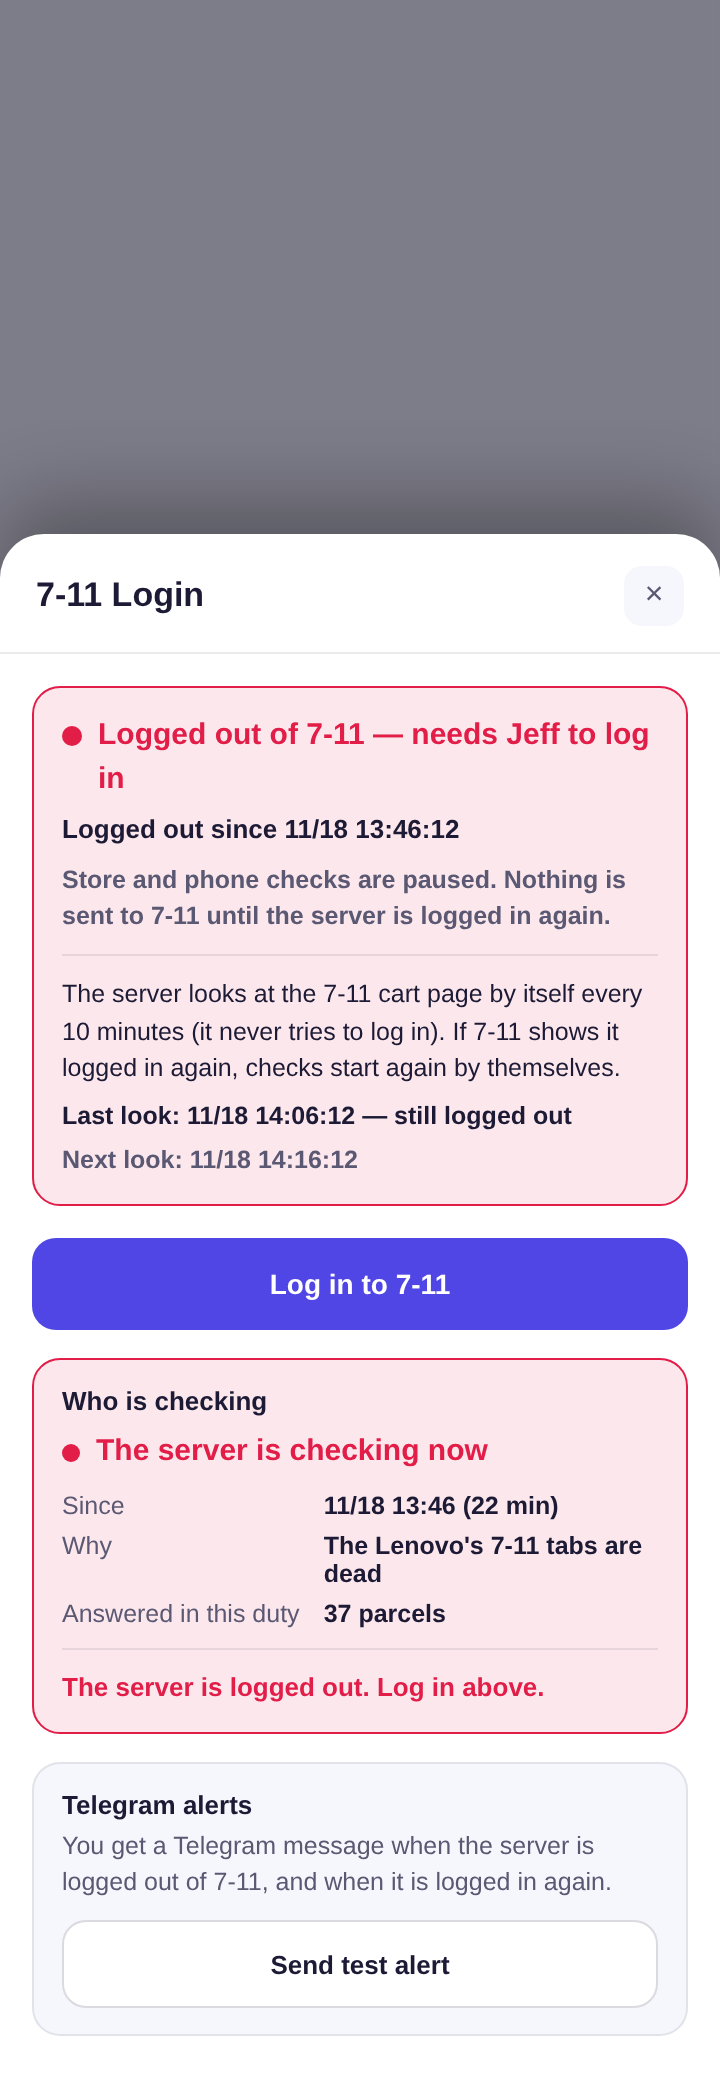 7-11 Login
×
Logged out of 7-11 — needs Jeff to log
in
Logged out since 11/18 13:46:12
Store and phone checks are paused. Nothing is
sent to 7-11 until the server is logged in again.
The server looks at the 7-11 cart page by itself every
10 minutes (it never tries to log in). If 7-11 shows it
logged in again, checks start again by themselves.
Last look: 11/18 14:06:12 — still logged out
Next look: 11/18 14:16:12
Log in to 7-11
Who is checking
The server is checking now
Since 11/18 13:46 (22 min)
Why The Lenovo's 7-11 tabs are
dead
Answered in this duty 37 parcels
The server is logged out. Log in above.
Telegram alerts
You get a Telegram message when the server is
logged out of 7-11, and when it is logged in again.
Send test alert